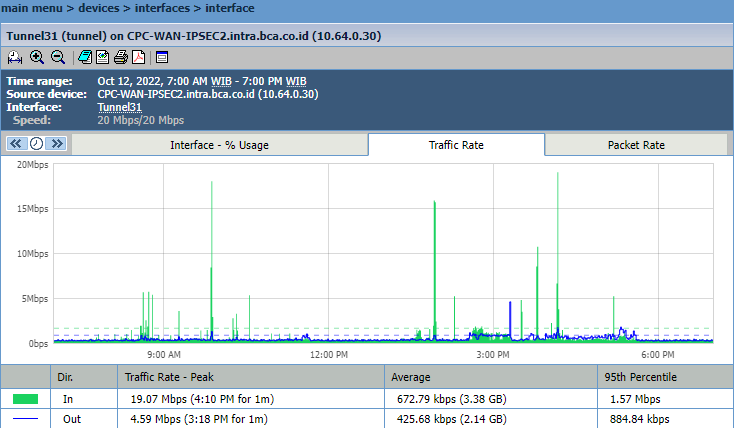 main menu > devices > interfaces > interface
Tunnel31 (tunnel) on CPC-WAN-IPSEC2.intra.bca.co.id (10.64.0.30)
Time range: Oct 12, 2022, 7:00 AM WIB - 7:00 PM WIB
Source device: CPC-WAN-IPSEC2.intra.bca.co.id (10.64.0.30)
Interface: Tunnel31
Speed: 20 Mbps/20 Mbps
Interface - % Usage Traffic Rate Packet Rate
20Mbps
15Mbps
10Mbps
5Mbps
0bps
9:00 AM 12:00 PM 3:00 PM 6:00 PM
Dir. Traffic Rate - Peak Average 95th Percentile
In 19.07 Mbps (4:10 PM for 1m) 672.79 kbps (3.38 GB) 1.57 Mbps
Out 4.59 Mbps (3:18 PM for 1m) 425.68 kbps (2.14 GB) 884.84 kbps